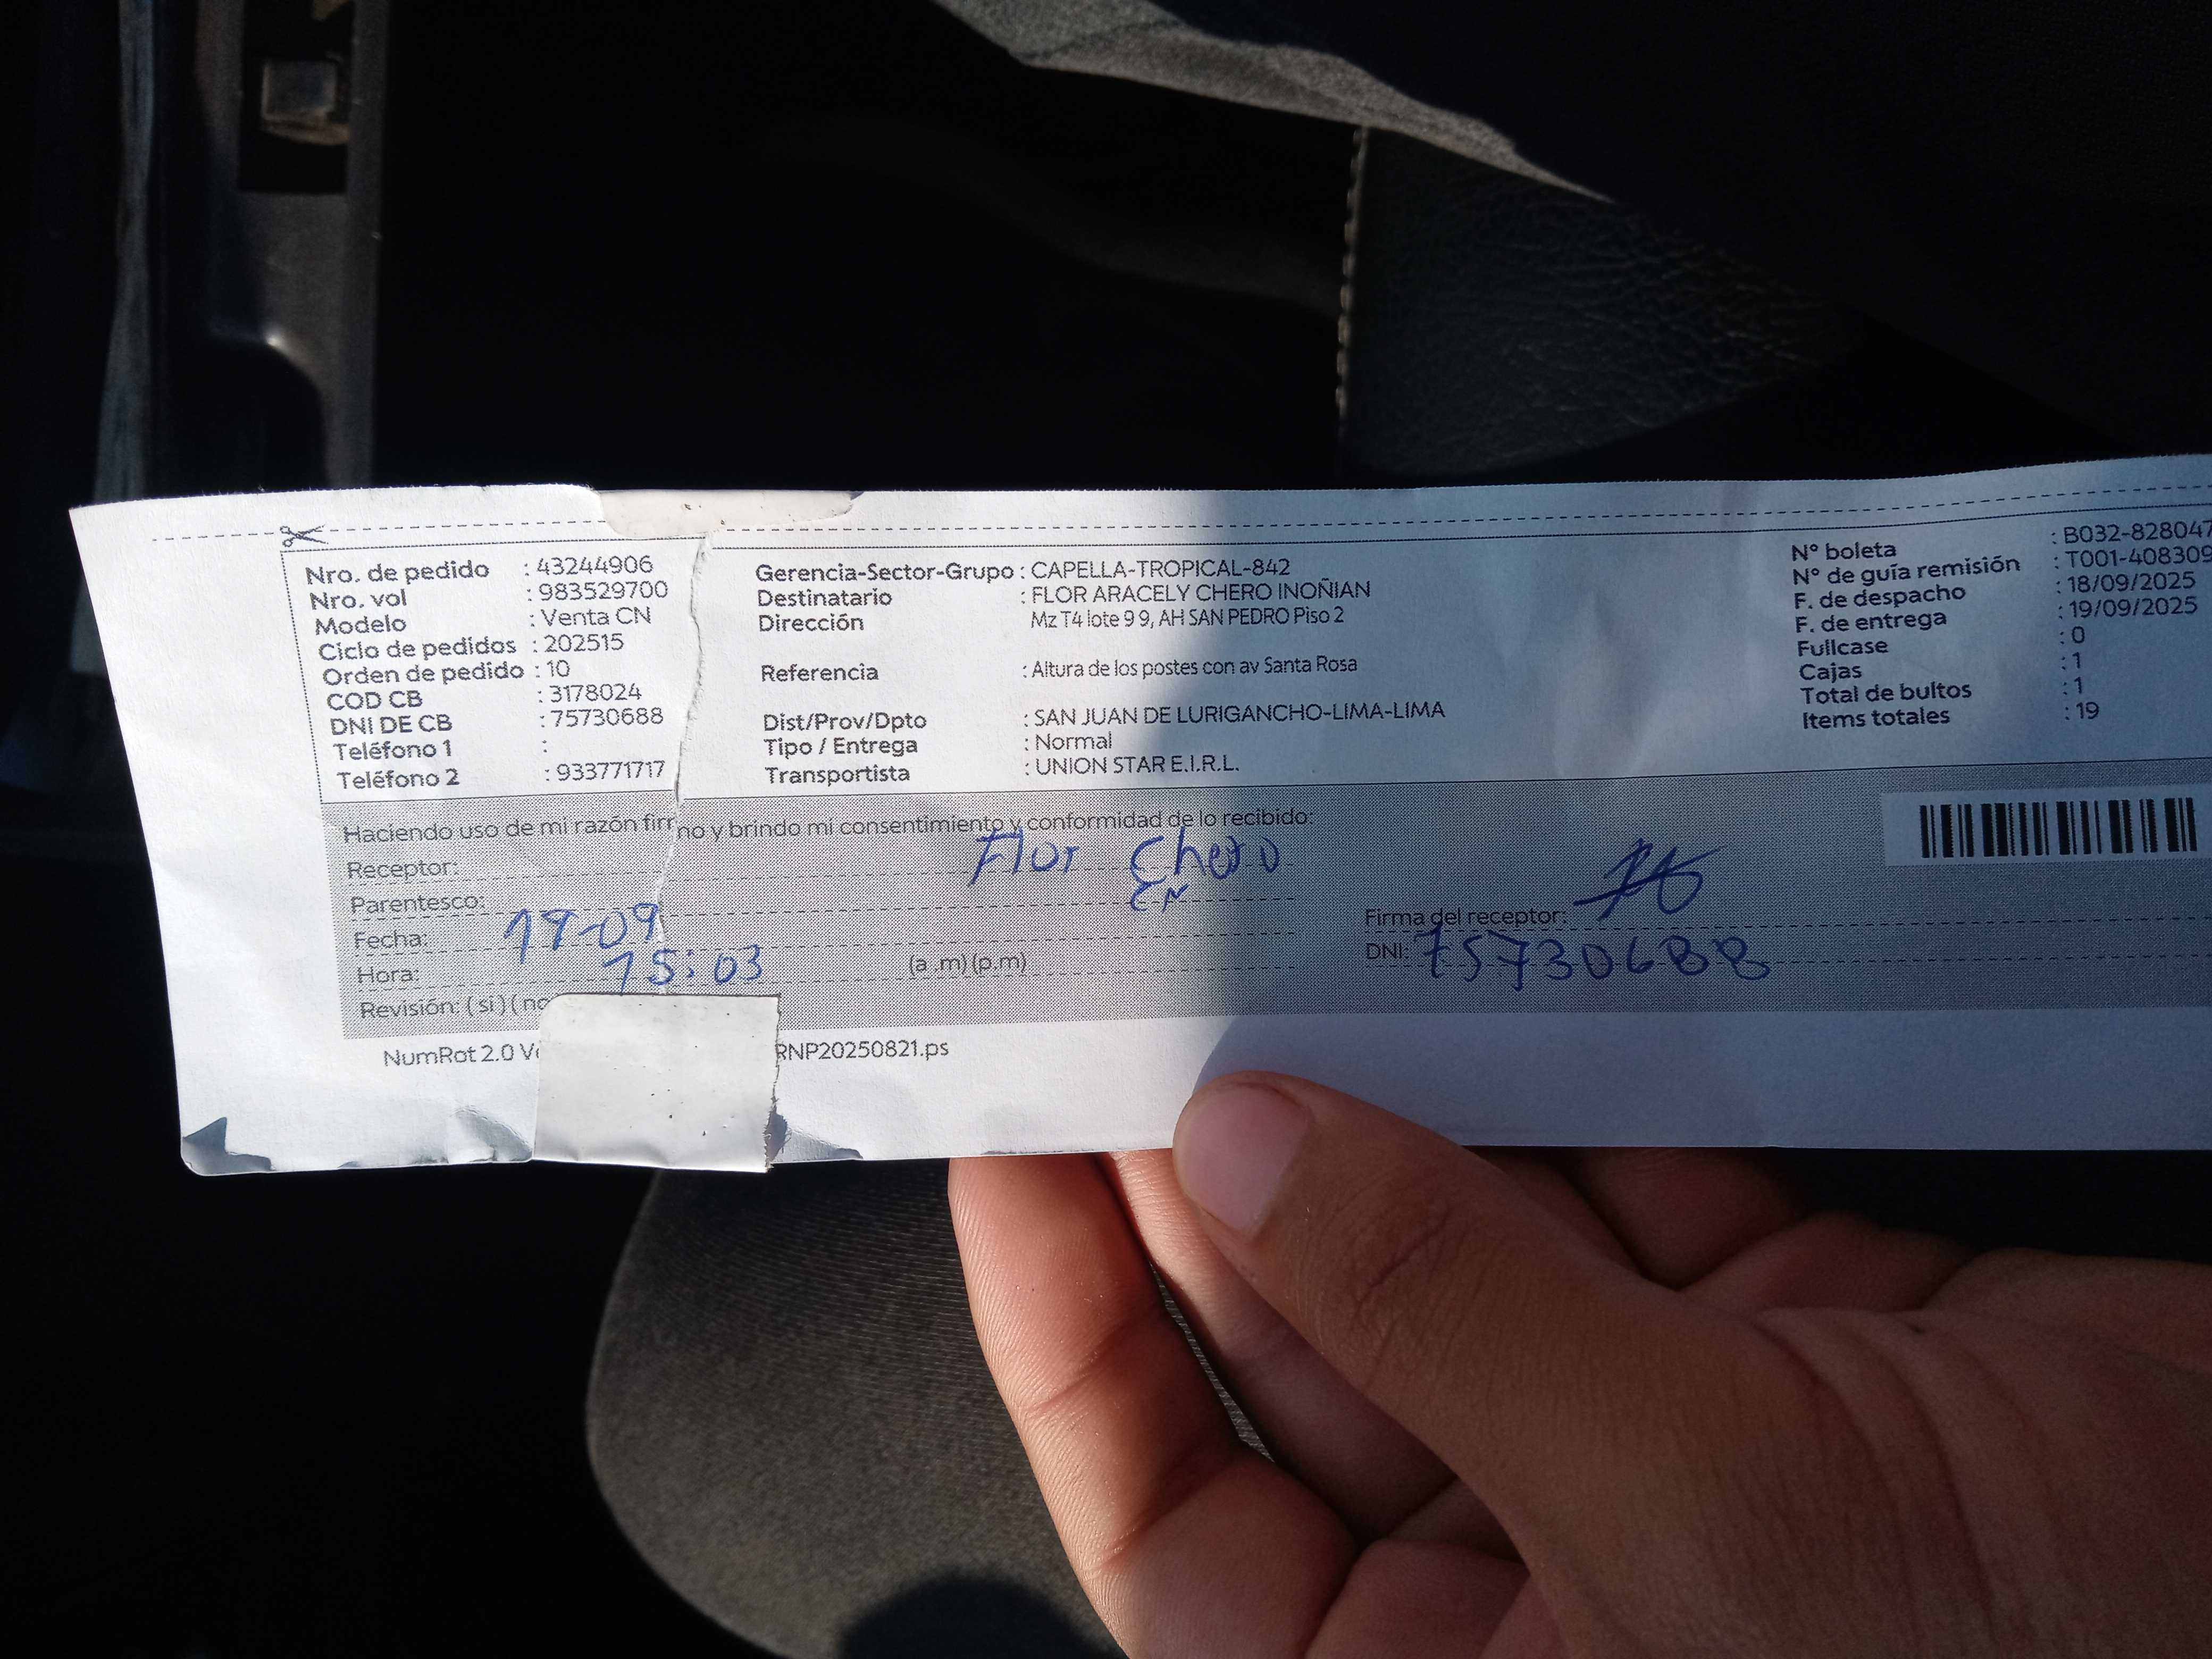 Nro. de pedido : 43244906
Nro. vol : 983529700
Modelo : Venta CN
Ciclo de pedidos : 202515
Orden de pedido : 10
COD CB : 3178024
DNI DE CB : 75730688
Teléfono 1 :
Teléfono 2 : 933771717
Gerencia-Sector-Grupo : CAPELLA-TROPICAL-842
Destinatario : FLOR ARACELY CHERO INOÑIAN
Dirección Mz T4 lote 9 9, AH SAN PEDRO Piso 2
Referencia : Altura de los postes con av Santa Rosa
Dist/Prov/Dpto : SAN JUAN DE LURIGANCHO-LIMA-LIMA
Tipo / Entrega : Normal
Transportista : UNION STAR E.I.R.L.
N° boleta : B032-828047
N° de guía remisión : T001-408309
F. de despacho : 18/09/2025
F. de entrega : 19/09/2025
Fullcase : 0
Cajas : 1
Total de bultos : 1
Items totales : 19
Haciendo uso de mi razón firmo y brindo mi consentimiento y conformidad de lo recibido:
Receptor: Flor Chero
Parentesco: CN
Fecha: 19-09
Hora: 15:03 (a .m) (p.m)
Revisión: ( si ) ( no
Firma del receptor:
DNI: 75730688
NumRot 2.0 RNP20250821.ps